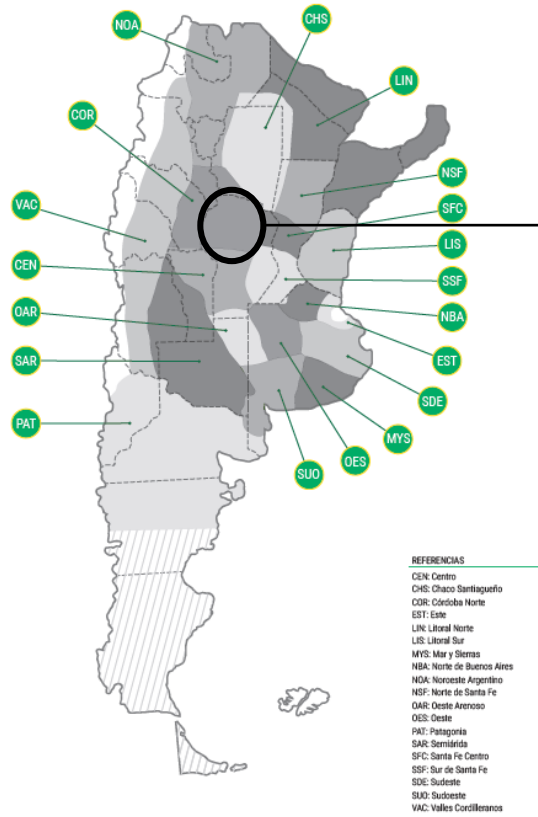 NOA
CHS
LIN
COR
NSF
VAC
SFC
LIS
CEN
SSF
OAR
NBA
EST
SAR
SDE
PAT
MYS
OES
SUO
REFERENCIAS
CEN: Centro
CHS: Chaco Santiagueño
COR: Córdoba Norte
EST: Este
LIN: Litoral Norte
LIS: Litoral Sur
MYS: Mar y Sierras
NBA: Norte de Buenos Aires
NOA: Noroeste Argentino
NSF: Norte de Santa Fe
OAR: Oeste Arenoso
OES: Oeste
PAT: Patagonia
SAR: Semiárida
SFC: Santa Fe Centro
SSF: Sur de Santa Fe
SDE: Sudeste
SUO: Sudoeste
VAC: Valles Cordilleranos